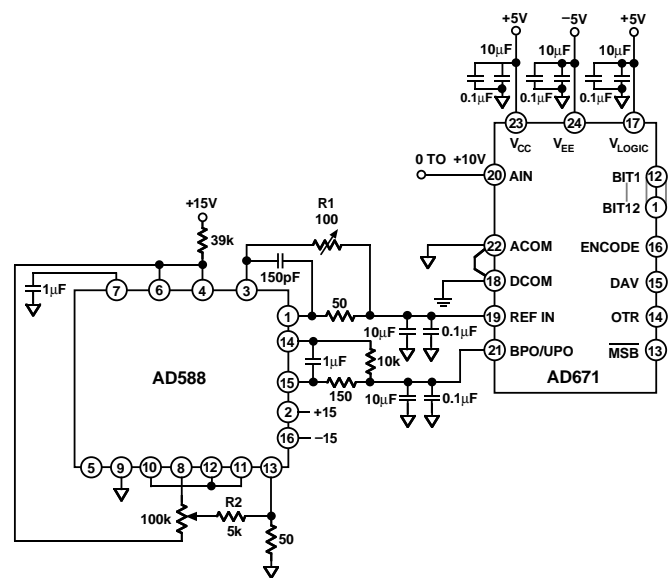 +5V
−5V
+5V
10μF
10μF
10μF
0.1μF
0.1μF
0.1μF
23
24
17
VCC
VEE
VLOGIC
0 TO +10V
20 AIN
BIT1 12
BIT12 1
+15V
39k
R1
100
22 ACOM
ENCODE 16
150pF
1μF
18 DCOM
DAV 15
7
6
4
3
1
50
19 REF IN
OTR 14
10μF
0.1μF
14
1μF
10k
21 BPO/UPO
MSB 13
AD588
AD671
15
150
10μF
0.1μF
2 +15
16 −15
5
9
10
8
12
11
13
100k
R2
5k
50